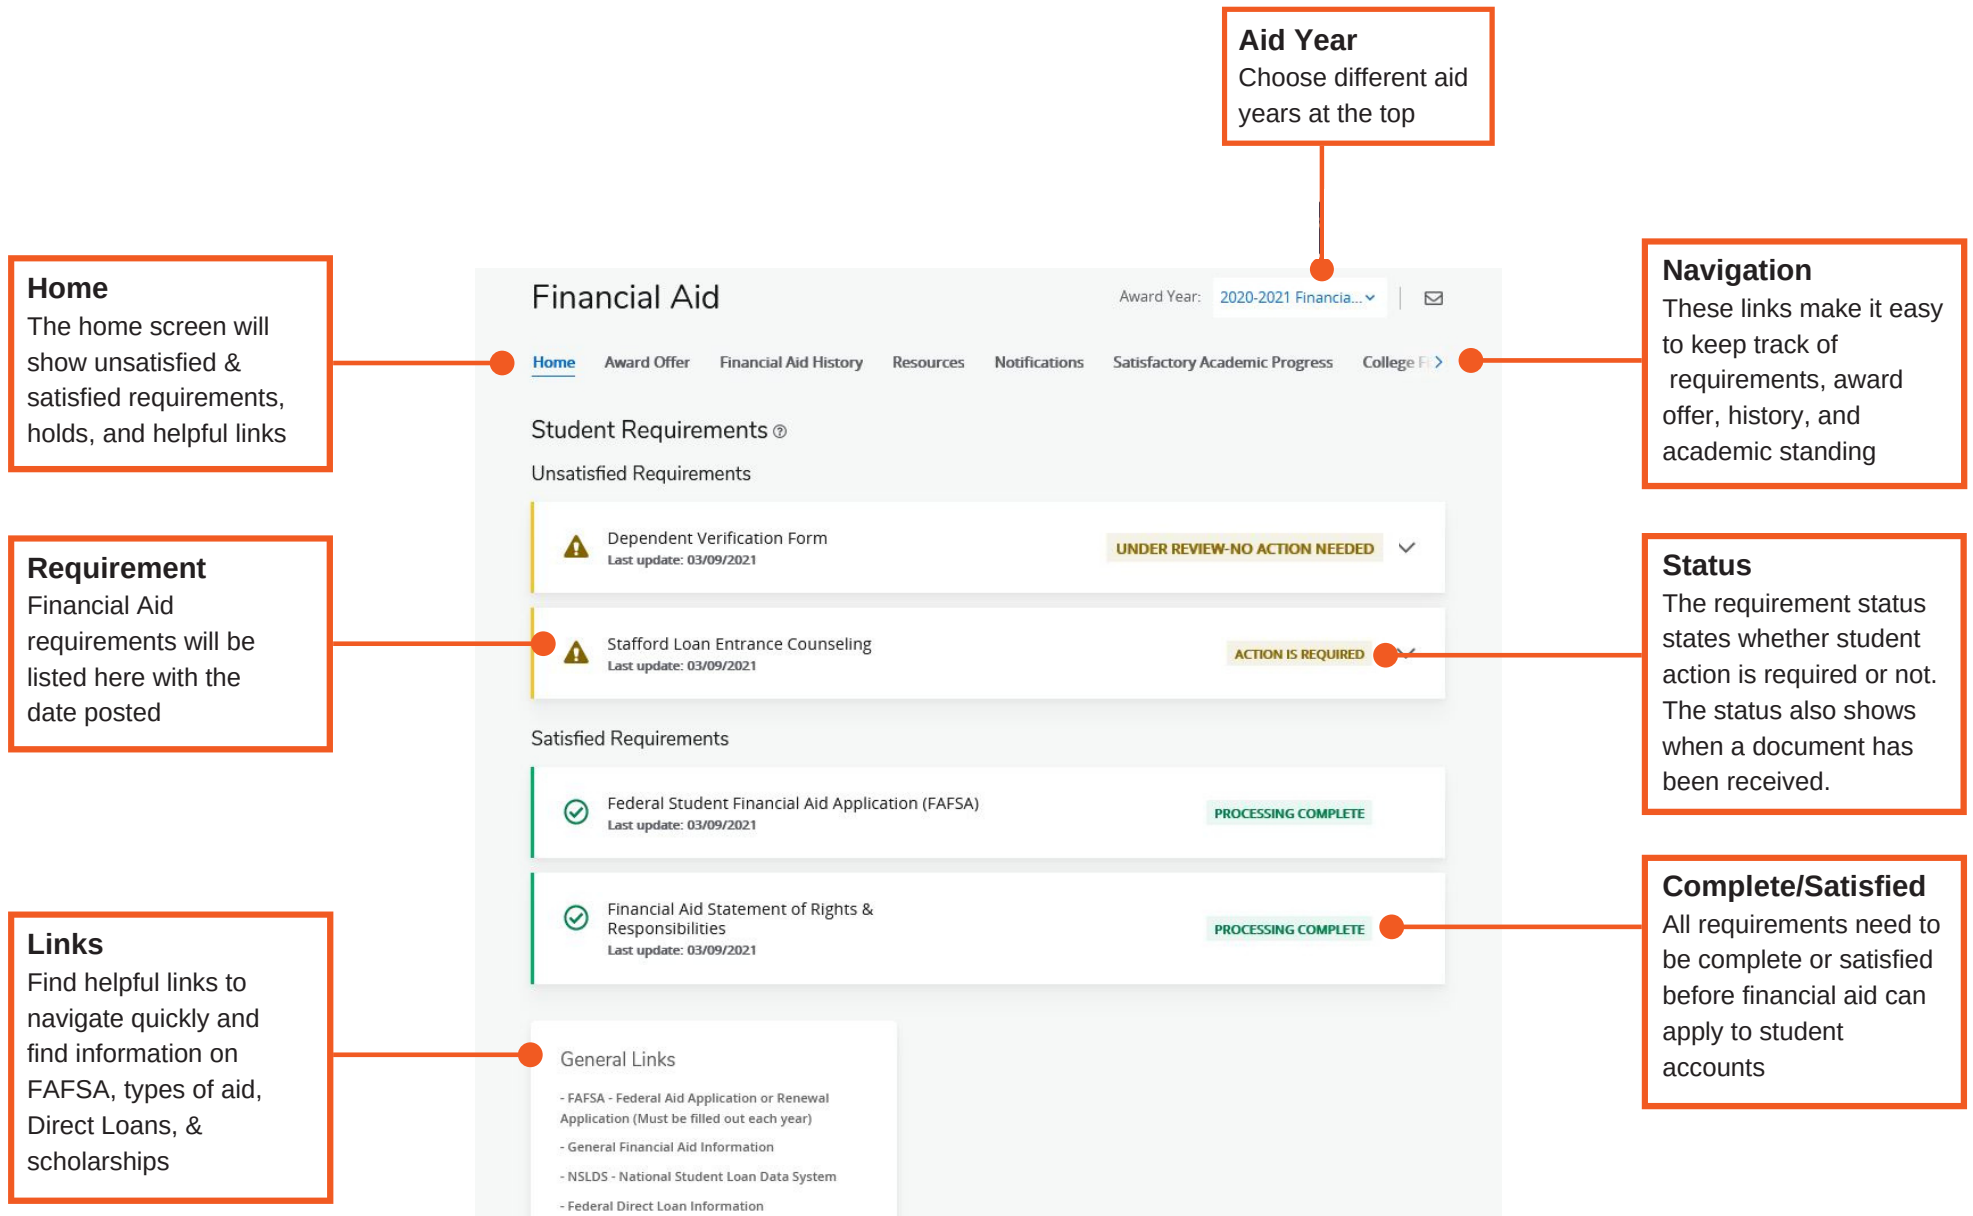 Aid Year
Choose different aid
years at the top
Home
The home screen will
show unsatisfied &
satisfied requirements,
holds, and helpful links
Requirement
Financial Aid
requirements will be
listed here with the
date posted
Links
Find helpful links to
navigate quickly and
find information on
FAFSA, types of aid,
Direct Loans, &
scholarships
Financial Aid
Award Year: 2020-2021 Financia...
Home Award Offer Financial Aid History Resources Notifications Satisfactory Academic Progress College
Student Requirements
Unsatisfied Requirements
Dependent Verification Form
Last update: 03/09/2021
UNDER REVIEW-NO ACTION NEEDED
Stafford Loan Entrance Counseling
Last update: 03/09/2021
ACTION IS REQUIRED
Satisfied Requirements
Federal Student Financial Aid Application (FAFSA)
Last update: 03/09/2021
PROCESSING COMPLETE
Financial Aid Statement of Rights &
Responsibilities
Last update: 03/09/2021
PROCESSING COMPLETE
General Links
- FAFSA - Federal Aid Application or Renewal
Application (Must be filled out each year)
- General Financial Aid Information
- NSLDS - National Student Loan Data System
- Federal Direct Loan Information
Navigation
These links make it easy
to keep track of
requirements, award
offer, history, and
academic standing
Status
The requirement status
states whether student
action is required or not.
The status also shows
when a document has
been received.
Complete/Satisfied
All requirements need to
be complete or satisfied
before financial aid can
apply to student
accounts